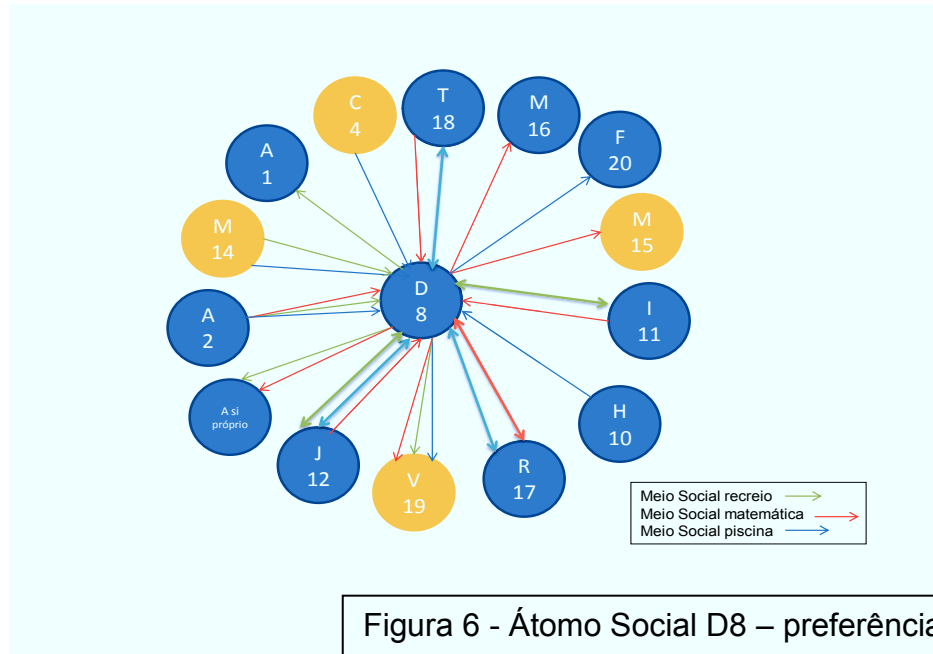 C
4
T
18
M
16
A
1
F
20
M
14
M
15
A
2
D
8
I
11
A si
próprio
H
10
J
12
V
19
R
17
Meio Social recreio
Meio Social matemática
Meio Social piscina
Figura 6 - Átomo Social D8 – preferência